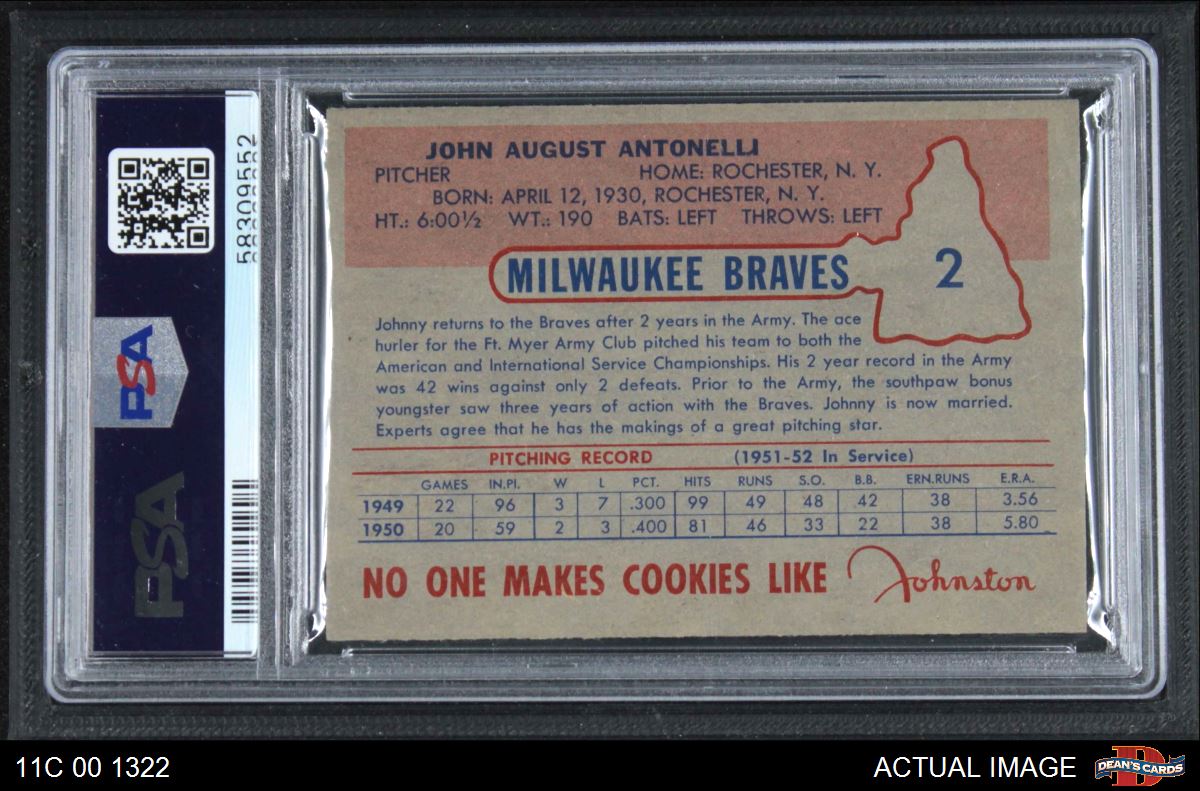 JOHN AUGUST ANTONELLI
PITCHER HOME: ROCHESTER, N. Y.
BORN: APRIL 12, 1930, ROCHESTER, N. Y.
HT.: 6:00½ WT.: 190 BATS: LEFT THROWS: LEFT
MILWAUKEE BRAVES
2
Johnny returns to the Braves after 2 years in the Army. The ace
hurler for the Ft. Myer Army Club pitched his team to both the
American and International Service Championships. His 2 year record in the Army
was 42 wins against only 2 defeats. Prior to the Army, the southpaw bonus
youngster saw three years of action with the Braves. Johnny is now married.
Experts agree that he has the makings of a great pitching star.
PITCHING RECORD (1951-52 In Service)
GAMES IN.PI. W L PCT. HITS RUNS S.O. B.B. ERN.RUNS E.R.A.
1949 22 96 3 7 .300 99 49 48 42 38 3.56
1950 20 59 2 3 .400 81 46 33 22 38 5.80
NO ONE MAKES COOKIES LIKE Johnston
58309552
PSA
PSA
11C 00 1322
ACTUAL IMAGE
D
DEAN'S CARDS